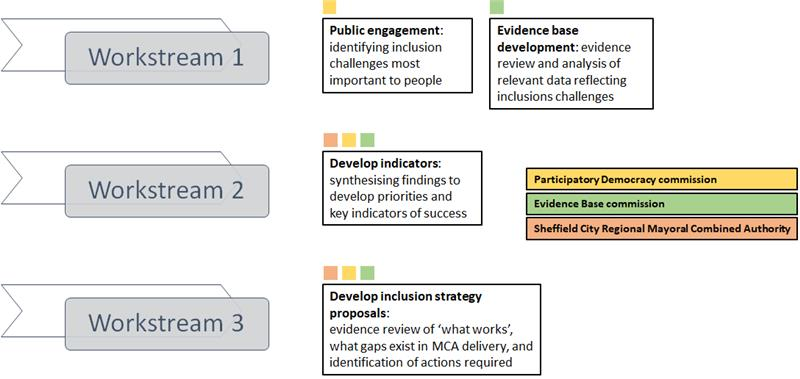 Workstream 1
Public engagement:
identifying inclusion
challenges most
important to people
Evidence base
development: evidence
review and analysis of
relevant data reflecting
inclusions challenges
Workstream 2
Develop indicators:
synthesising findings to
develop priorities and
key indicators of success
Participatory Democracy commission
Evidence Base commission
Sheffield City Regional Mayoral Combined Authority
Workstream 3
Develop inclusion strategy
proposals:
evidence review of ‘what works’,
what gaps exist in MCA delivery, and
identification of actions required